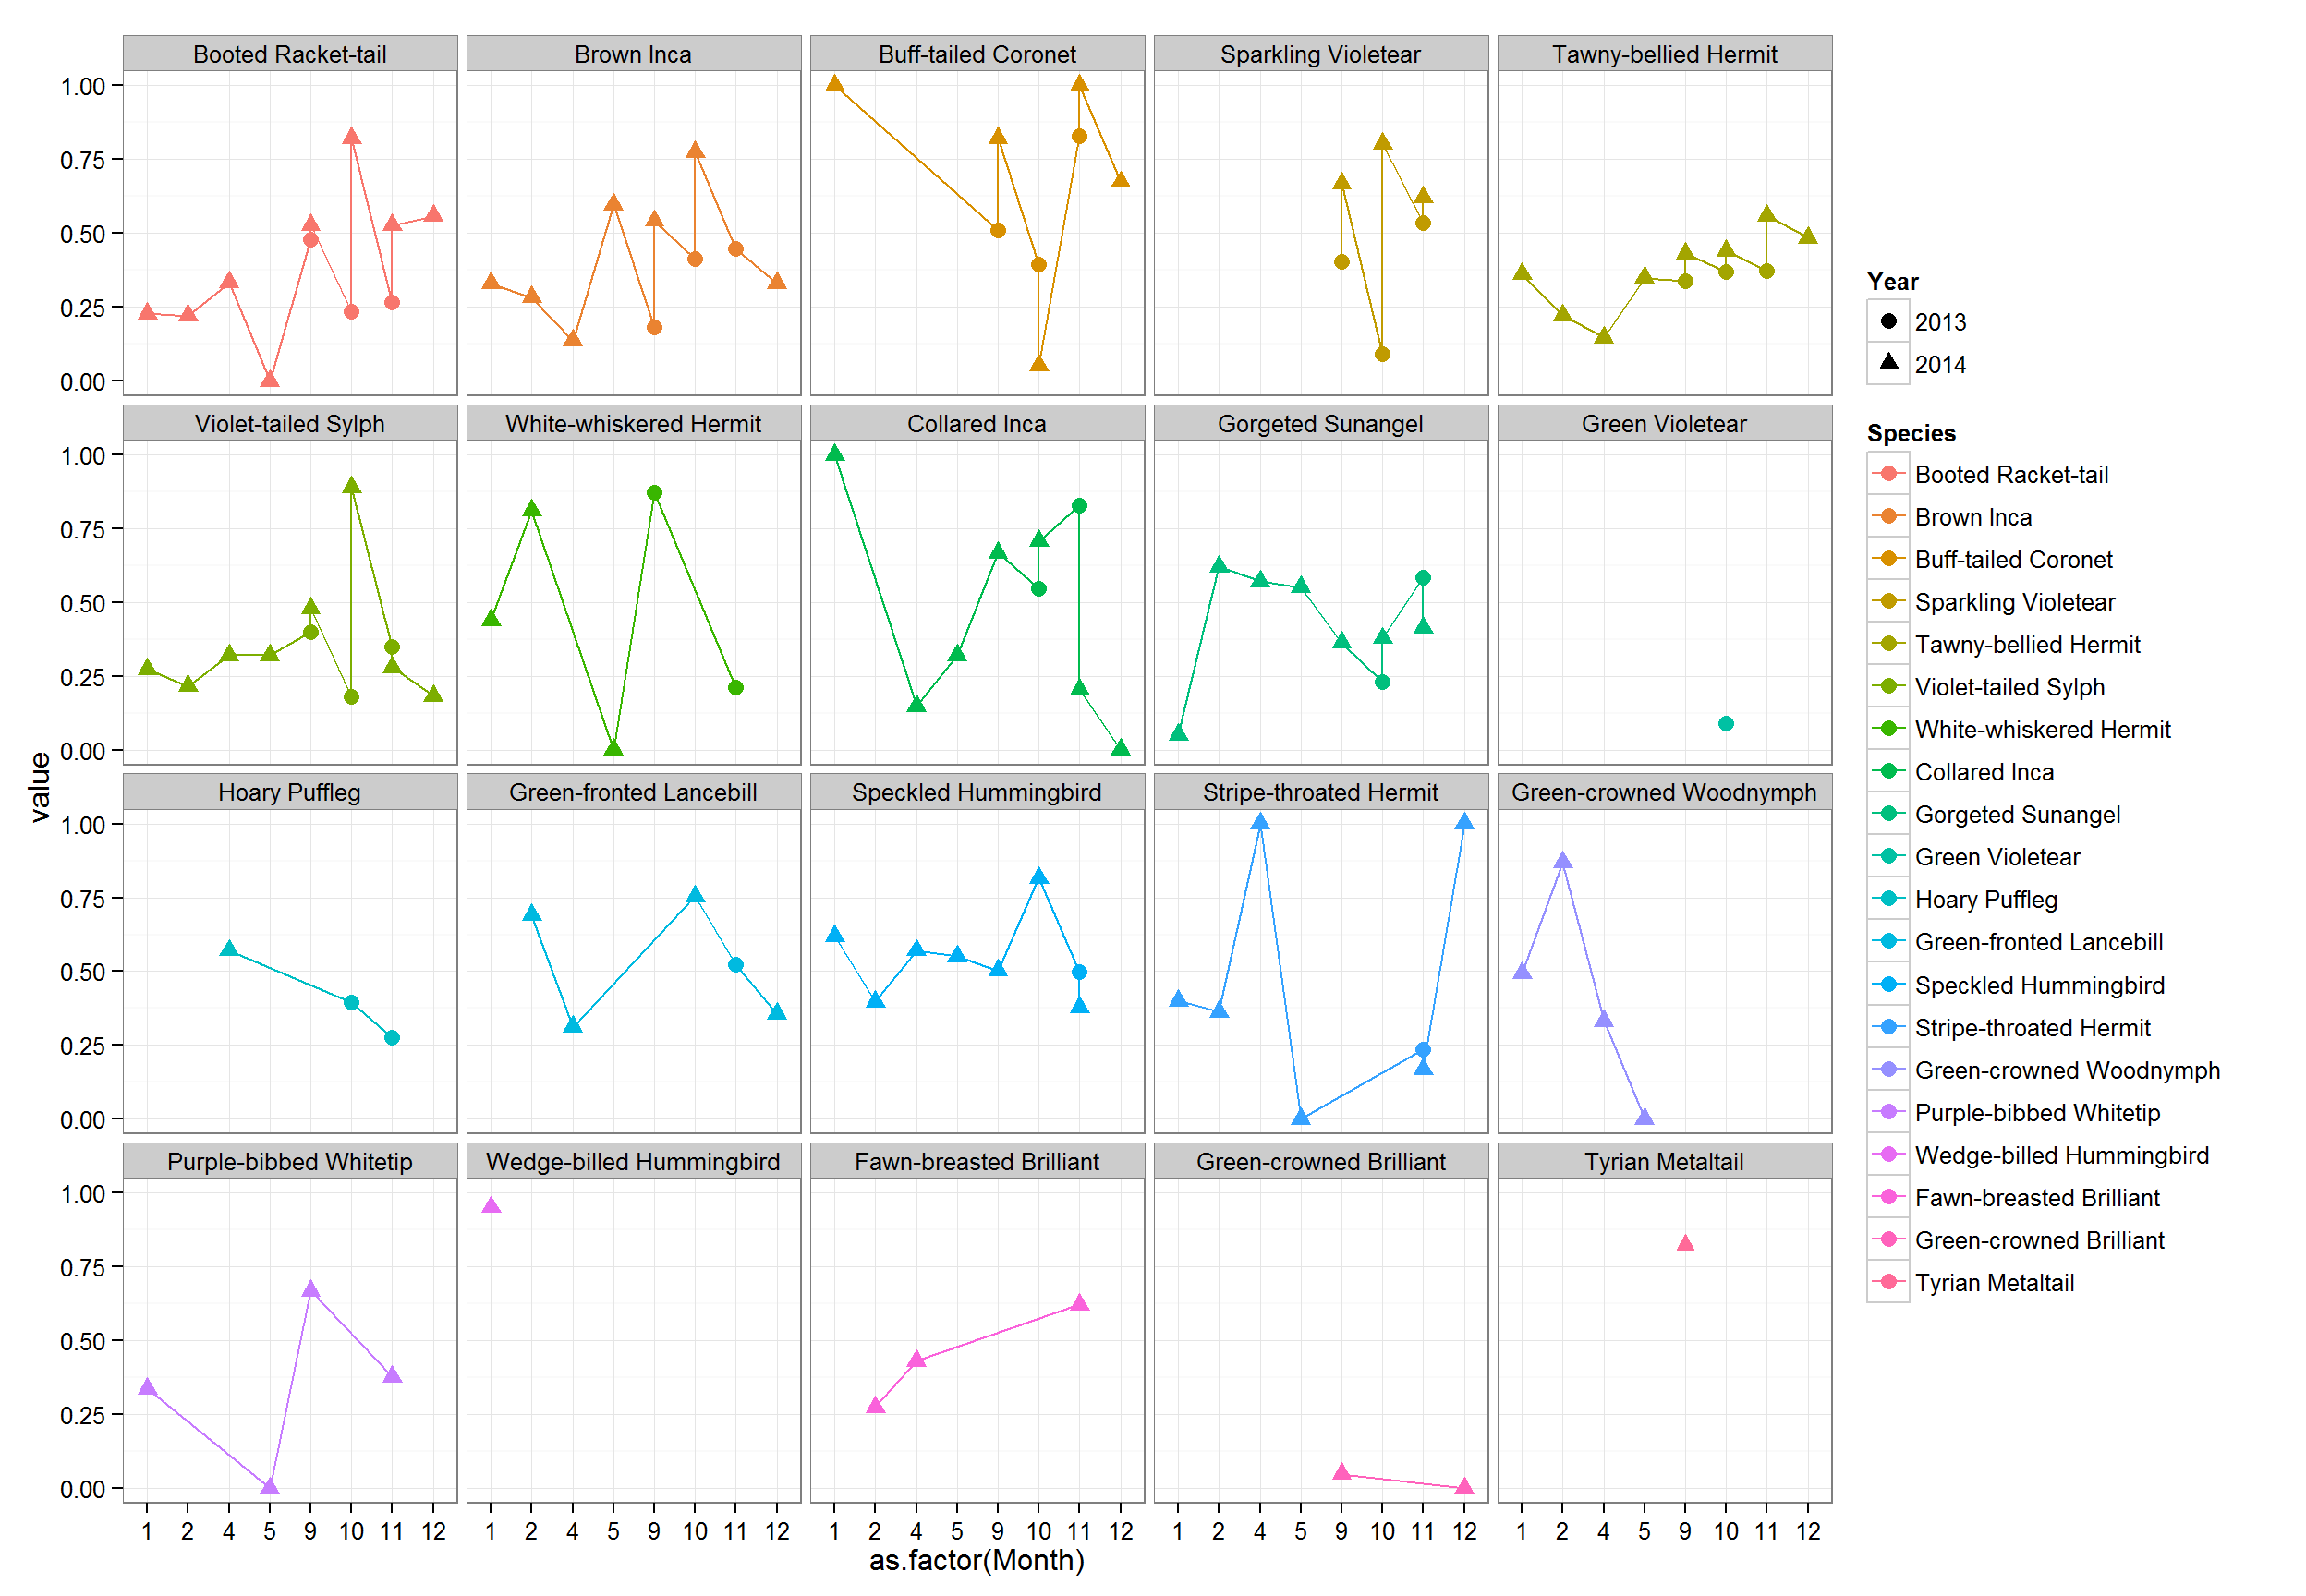 Booted Racket-tail Brown Inca Buff-tailed Coronet Sparkling Violetear Tawny-bellied Hermit
1.00
0.75
0.50
0.25
0.00
Violet-tailed Sylph White-whiskered Hermit Collared Inca Gorgeted Sunangel Green Violetear
1.00
0.75
0.50
0.25
0.00
value
Hoary Puffleg Green-fronted Lancebill Speckled Hummingbird Stripe-throated Hermit Green-crowned Woodnymph
1.00
0.75
0.50
0.25
0.00
Purple-bibbed Whitetip Wedge-billed Hummingbird Fawn-breasted Brilliant Green-crowned Brilliant Tyrian Metaltail
1.00
0.75
0.50
0.25
0.00
1 2 4 5 9 10 11 12 1 2 4 5 9 10 11 12 1 2 4 5 9 10 11 12 1 2 4 5 9 10 11 12 1 2 4 5 9 10 11 12
as.factor(Month)
Year
2013
2014
Species
Booted Racket-tail
Brown Inca
Buff-tailed Coronet
Sparkling Violetear
Tawny-bellied Hermit
Violet-tailed Sylph
White-whiskered Hermit
Collared Inca
Gorgeted Sunangel
Green Violetear
Hoary Puffleg
Green-fronted Lancebill
Speckled Hummingbird
Stripe-throated Hermit
Green-crowned Woodnymph
Purple-bibbed Whitetip
Wedge-billed Hummingbird
Fawn-breasted Brilliant
Green-crowned Brilliant
Tyrian Metaltail